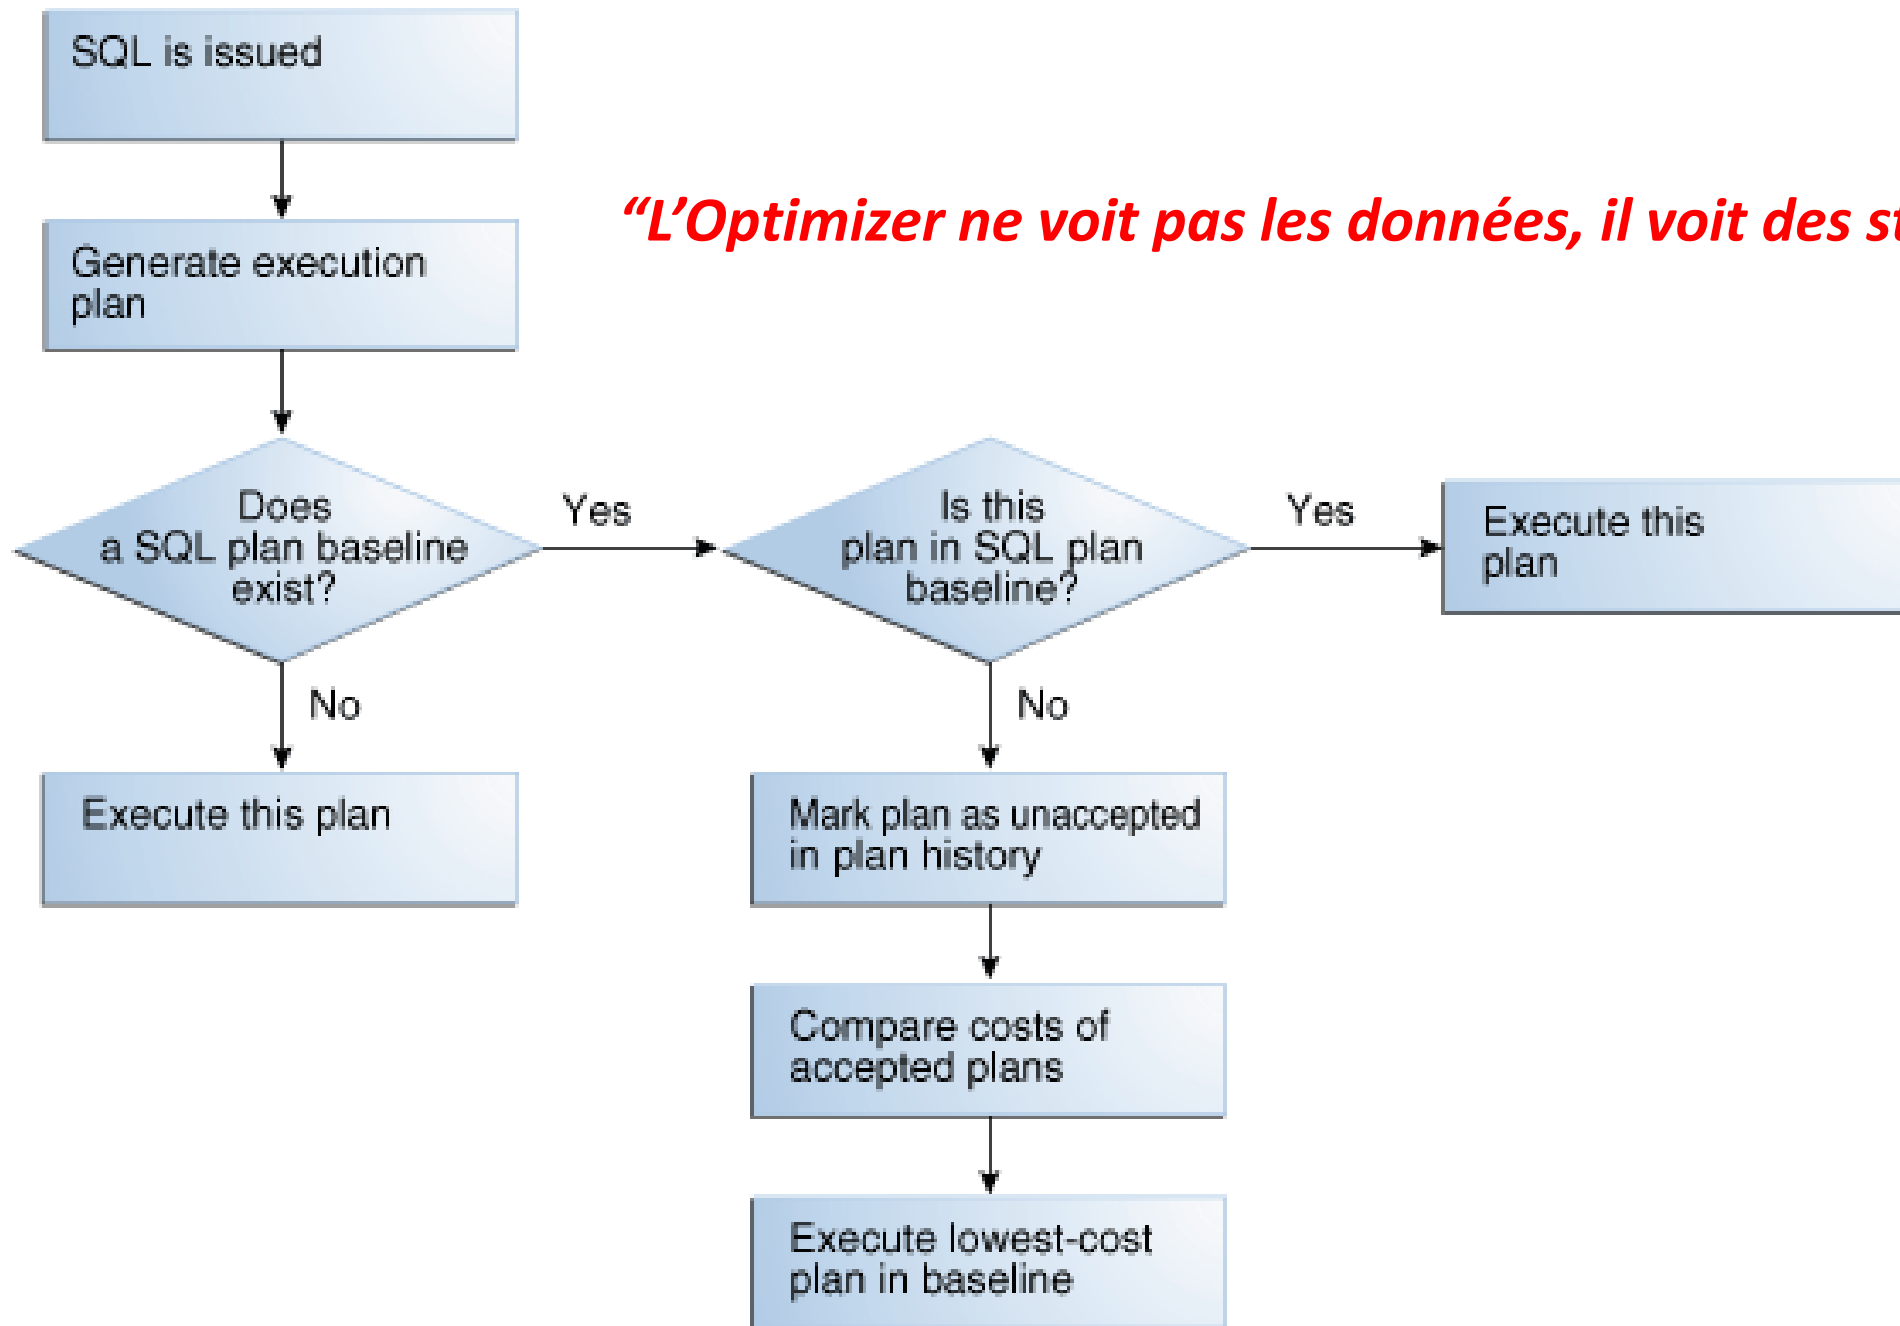 SQL is issued
“L’Optimizer ne voit pas les données, il voit des
Generate execution
plan
Does
a SQL plan baseline
exist?
Yes
Is this
plan in SQL plan
baseline?
Yes
Execute this
plan
No
No
Execute this plan
Mark plan as unaccepted
in plan history
Compare costs of
accepted plans
Execute lowest-cost
plan in baseline